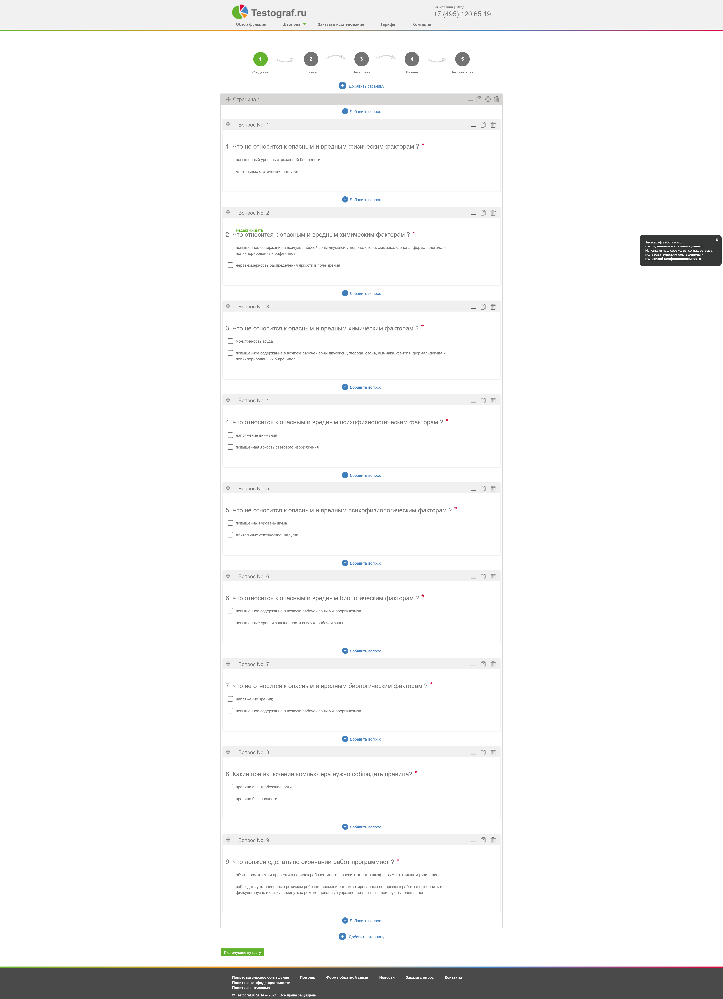 Testograf.ru
Регистрация | Вход
+7 (495) 120 65 19
Обзор функций Шаблоны Заказать исследование Тарифы Контакты
-
1 2 3 4 5
Создание Логика Настройки Дизайн Авторизация
+ Добавить страницу
Страница 1
+ Добавить вопрос
Вопрос No. 1
1. Что не относится к опасным и вредным физическим факторам ? *
повышенный уровень отраженной блесткости
длительные статические нагрузки
+ Добавить вопрос
Вопрос No. 2
Редактировать
2. Что относится к опасным и вредным химическим факторам ? *
повышенное содержание в воздухе рабочей зоны двуокиси углерода, озона, аммиака, фенола, формальдегида и
полихлорированных бифенилов
неравномерность распределения яркости в поле зрения
+ Добавить вопрос
Вопрос No. 3
3. Что не относится к опасным и вредным химическим факторам ? *
монотонность труда
повышенное содержание в воздухе рабочей зоны двуокиси углерода, озона, аммиака, фенола, формальдегида и
полихлорированных бифенилов
+ Добавить вопрос
Вопрос No. 4
4. Что относится к опасным и вредным психофизиологическим факторам ? *
напряжение внимания
повышенная яркость светового изображения
+ Добавить вопрос
Вопрос No. 5
5. Что не относится к опасным и вредным психофизиологическим факторам ? *
повышенный уровень шума
длительные статические нагрузки
+ Добавить вопрос
Вопрос No. 6
6. Что относится к опасным и вредным биологическим факторам ? *
повышенное содержание в воздухе рабочей зоны микроорганизмов
повышенные уровни запыленности воздуха рабочей зоны
+ Добавить вопрос
Вопрос No. 7
7. Что не относится к опасным и вредным биологическим факторам ? *
напряжение зрения;
повышенное содержание в воздухе рабочей зоны микроорганизмов
+ Добавить вопрос
Вопрос No. 8
8. Какие при включении компьютера нужно соблюдать правила? *
правила электробезопасности
правила безопасности
+ Добавить вопрос
Вопрос No. 9
9. Что должен сделать по окончании работ программист ? *
обязан осмотреть и привести в порядок рабочее место, повесить халат в шкаф и вымыть с мылом руки и лицо.
соблюдать установленные режимом рабочего времени регламентированные перерывы в работе и выполнять в
физкультпаузах и физкультминутках рекомендованные упражнения для глаз, шеи, рук, туловища, ног;
+ Добавить вопрос
+ Добавить страницу
К следующему шагу
x
Тестограф заботится о
конфиденциальности ваших данных.
Используя наш сервис, вы соглашаетесь с
пользовательским соглашением и
политикой конфиденциальности.
Пользовательское соглашение Помощь Форма обратной связи Новости Заказать опрос Контакты
Политика конфиденциальности
Политика антиспама
© Testograf.ru 2014 – 2021 | Все права защищены.